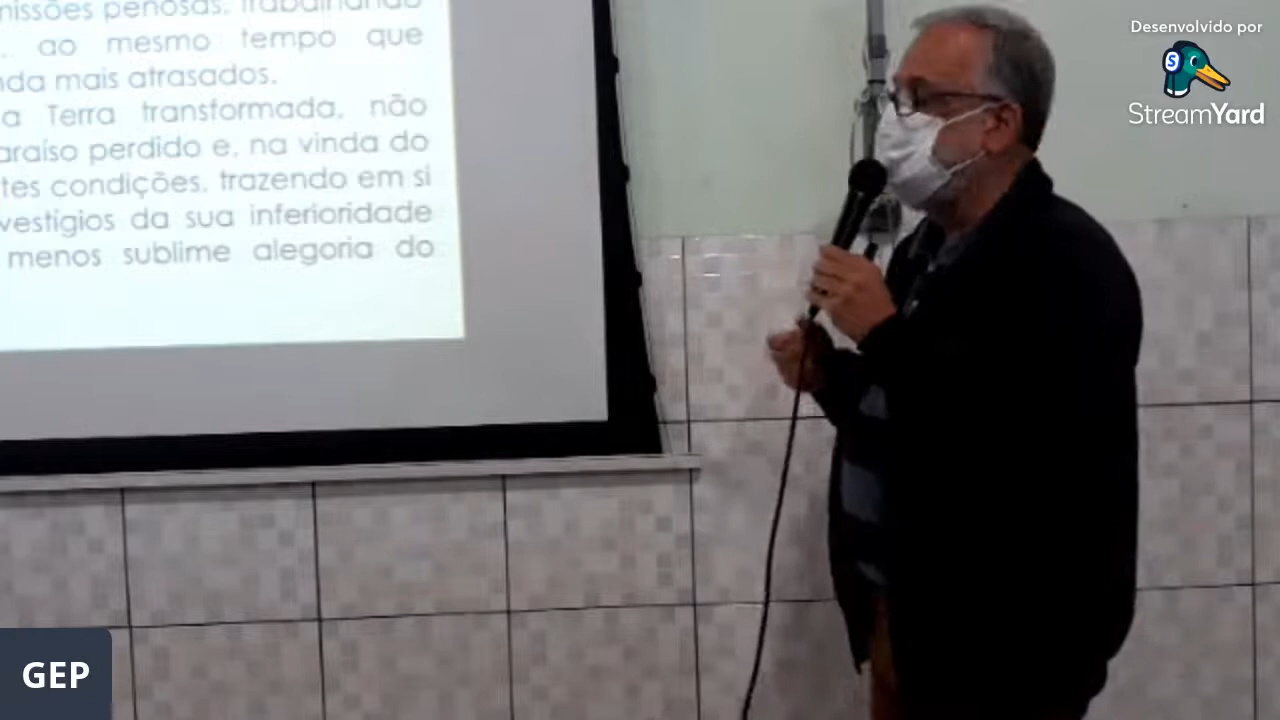 missões penosas, trabalhando
. ao mesmo tempo que
nda mais atrasados.
a Terra transformada, não
araíso perdido e, na vinda do
tes condições, trazendo em si
vestígios da sua inferioridade
menos sublime alegoria do
Desenvolvido por
S
StreamYard
GEP